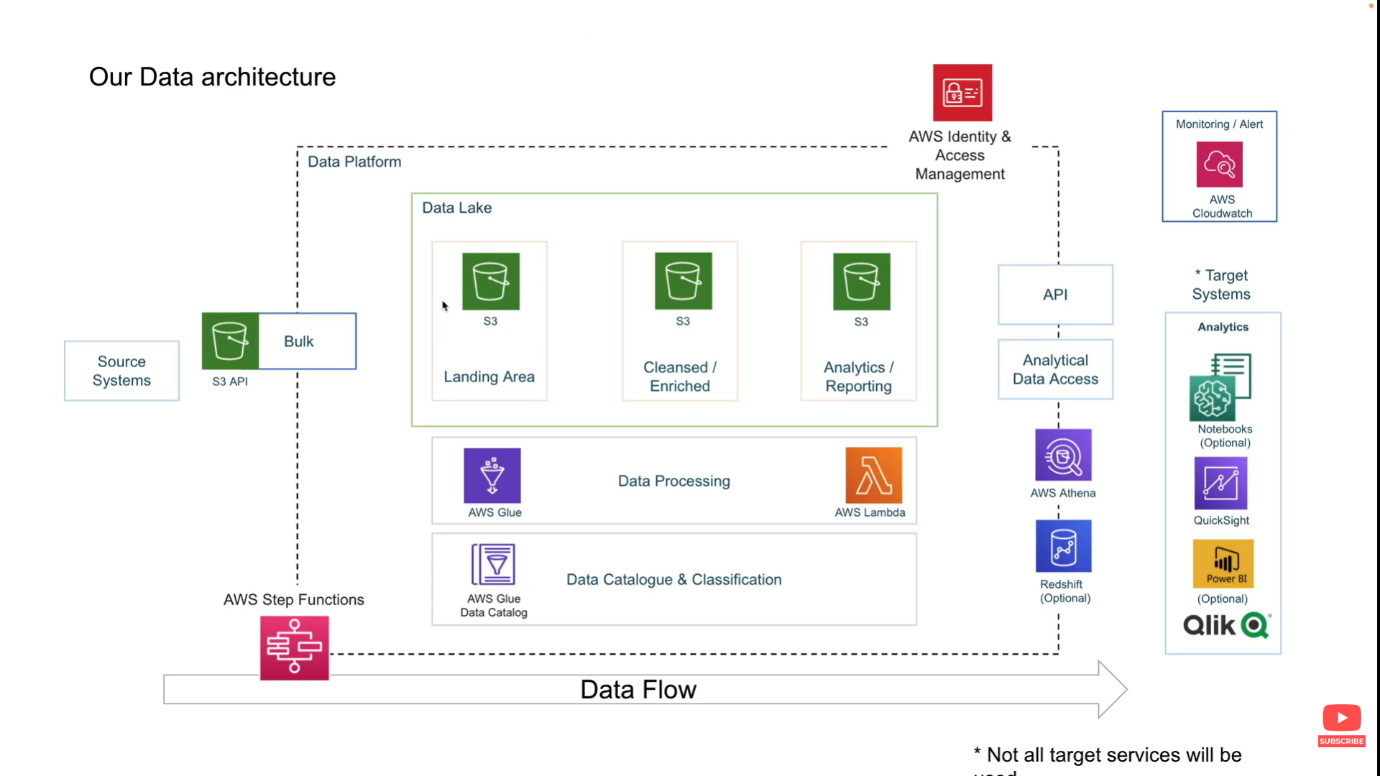 Our Data architecture
AWS Identity &
Access
Management
Monitoring / Alert
AWS
Cloudwatch
Data Platform
Data Lake
S3
Landing Area
S3
Cleansed /
Enriched
S3
Analytics /
Reporting
Source
Systems
Bulk
S3 API
API
Analytical
Data Access
AWS Athena
Redshift
(Optional)
* Target
Systems
Analytics
Notebooks
(Optional)
QuickSight
Power BI
(Optional)
Qlik
AWS Glue
Data Processing
AWS Lambda
AWS Glue
Data Catalog
Data Catalogue & Classification
AWS Step Functions
Data Flow
SUBSCRIBE
* Not all target services will be